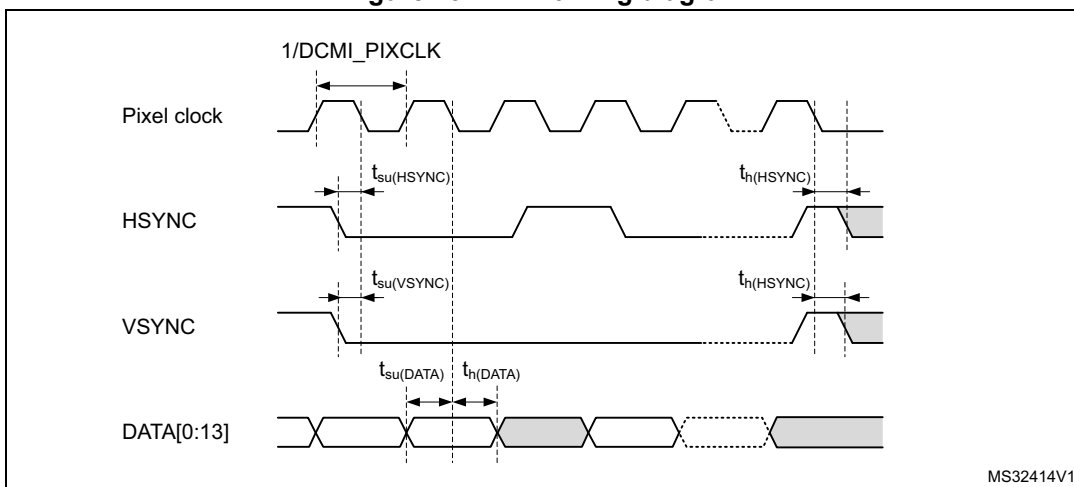 1/DCMI_PIXCLK
Pixel clock
tsu(HSYNC)
th(HSYNC)
HSYNC
tsu(VSYNC)
th(HSYNC)
VSYNC
tsu(DATA)
th(DATA)
DATA[0:13]
MS32414V1